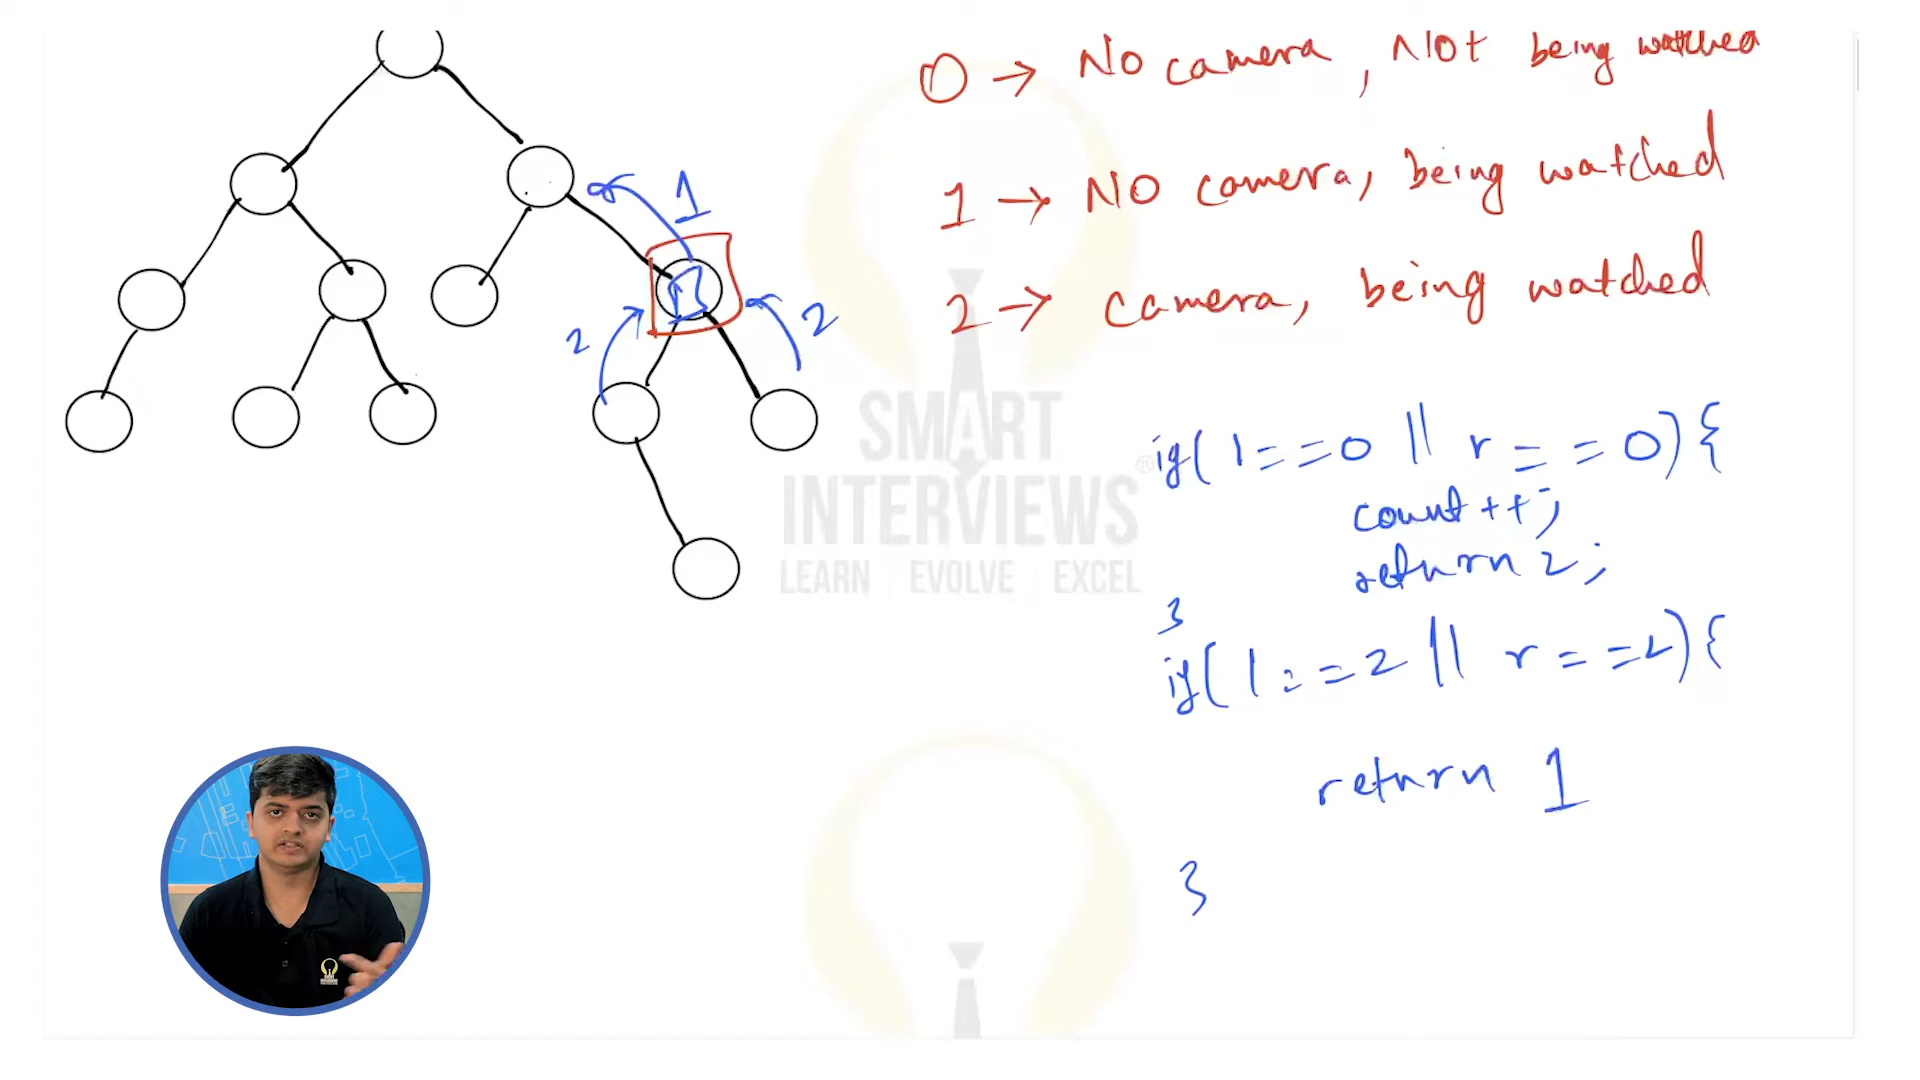 0 → No camera, Not being watched
1 → No camera, being watched
2 → camera, being watched
1
2
2
if( l==0 || r==0){
count++;
return 2;
}
if( l==2 || r==2){
return 1
}
SMART
INTERVIEWS
LEARN . EVOLVE . EXCEL